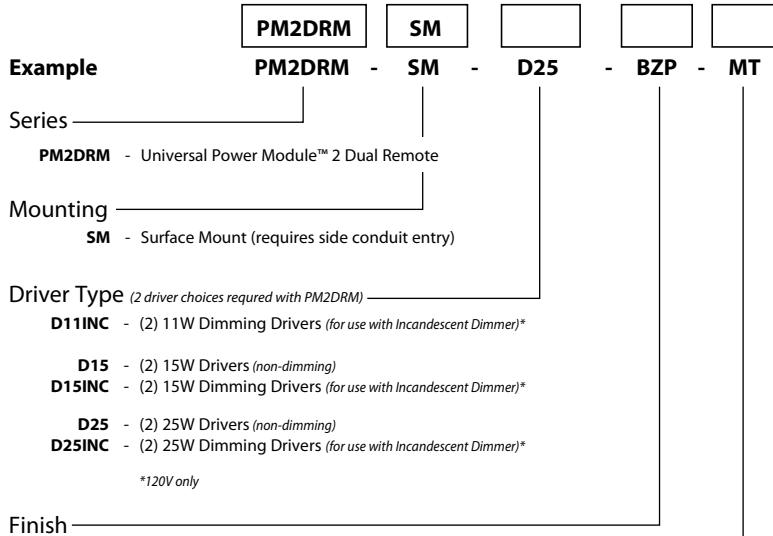 PM2DRM SM
Example PM2DRM - SM - D25 - BZP - MT
Series
PM2DRM - Universal Power Module™ 2 Dual Remote
Mounting
SM - Surface Mount (requires side conduit entry)
Driver Type (2 driver choices requred with PM2DRM)
D11INC - (2) 11W Dimming Drivers (for use with Incandescent Dimmer)*
D15 - (2) 15W Drivers (non-dimming)
D15INC - (2) 15W Dimming Drivers (for use with Incandescent Dimmer)*
D25 - (2) 25W Drivers (non-dimming)
D25INC - (2) 25W Dimming Drivers (for use with Incandescent Dimmer)*
*120V only
Finish